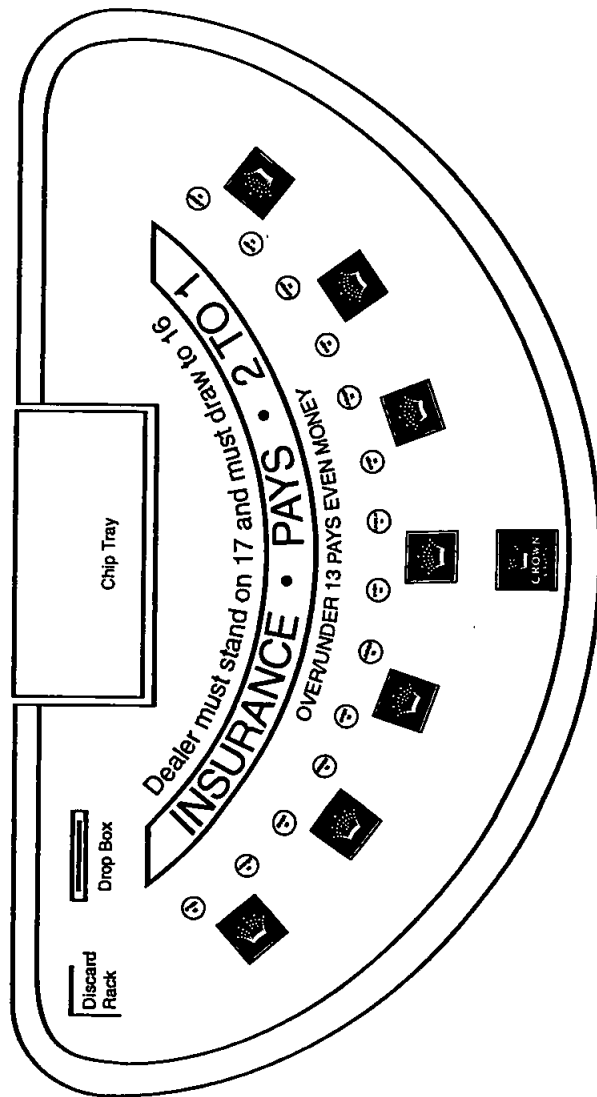 Chip Tray
Drop Box
Discard
Rack
Dealer must stand on 17 and must draw to 16
INSURANCE • PAYS • 2 TO 1
OVER/UNDER 13 PAYS EVEN MONEY
CROWN